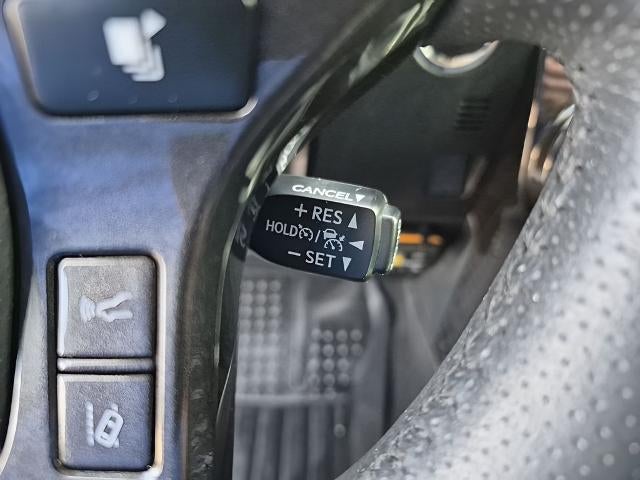 CANCEL▼
+ RES ▲
HOLD / ◀
− SET ▼